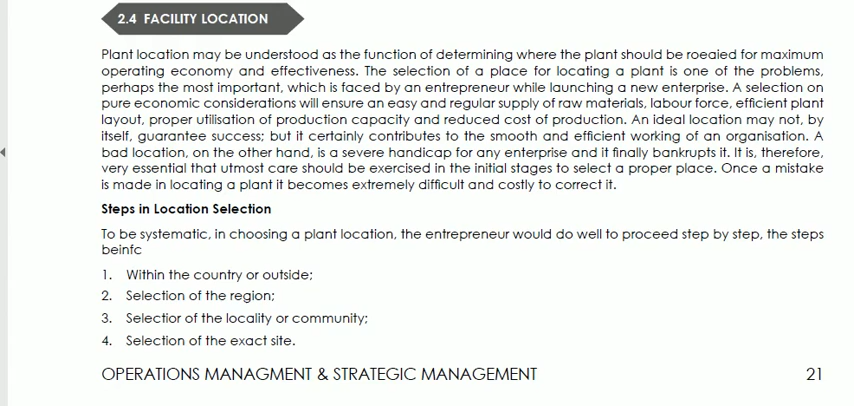 2.4 FACILITY LOCATION
Plant location may be understood as the function of determining where the plant should be roeaied for maximum
operating economy and effectiveness. The selection of a place for locating a plant is one of the problems,
perhaps the most important, which is faced by an entrepreneur while launching a new enterprise. A selection on
pure economic considerations will ensure an easy and regular supply of raw materials, labour force, efficient plant
layout, proper utilisation of production capacity and reduced cost of production. An ideal location may not, by
itself, guarantee success; but it certainly contributes to the smooth and efficient working of an organisation. A
bad location, on the other hand, is a severe handicap for any enterprise and it finally bankrupts it. It is, therefore,
very essential that utmost care should be exercised in the initial stages to select a proper place. Once a mistake
is made in locating a plant it becomes extremely difficult and costly to correct it.
Steps in Location Selection
To be systematic, in choosing a plant location, the entrepreneur would do well to proceed step by step, the steps
beinfc
1. Within the country or outside;
2. Selection of the region;
3. Selectior of the locality or community;
4. Selection of the exact site.
OPERATIONS MANAGMENT & STRATEGIC MANAGEMENT 21